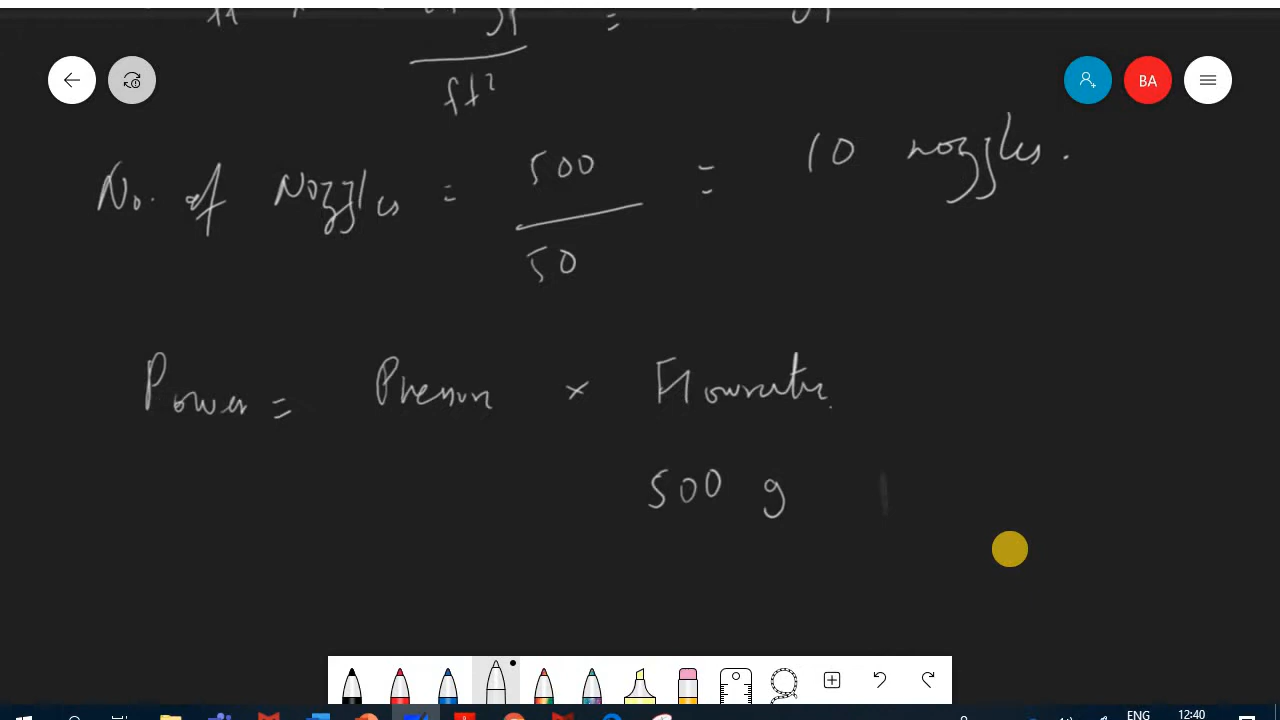 ft²
No. of Nozzles = 500 / 50 = 10 nozzles.
Power = Pressure × Flowrate.
500 g
BA
ENG
12:40